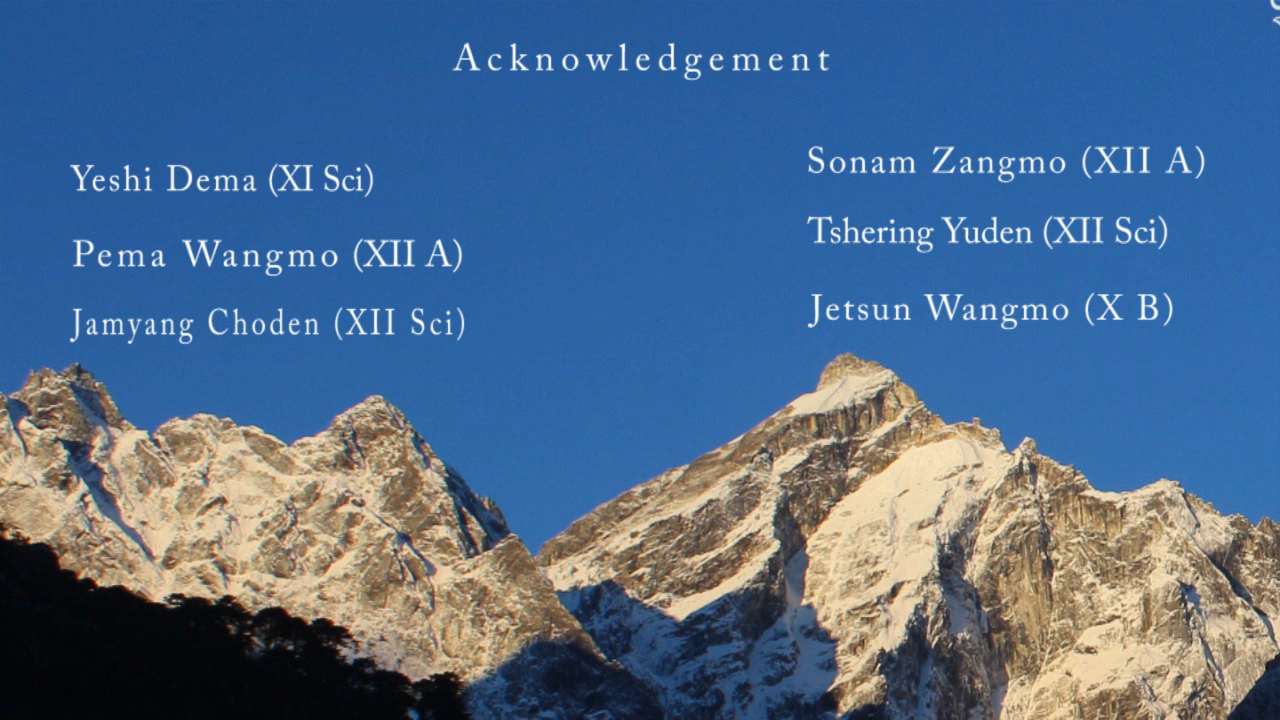 Acknowledgement
Yeshi Dema (XI Sci)
Pema Wangmo (XII A)
Jamyang Choden (XII Sci)
Sonam Zangmo (XII A)
Tshering Yuden (XII Sci)
Jetsun Wangmo (X B)